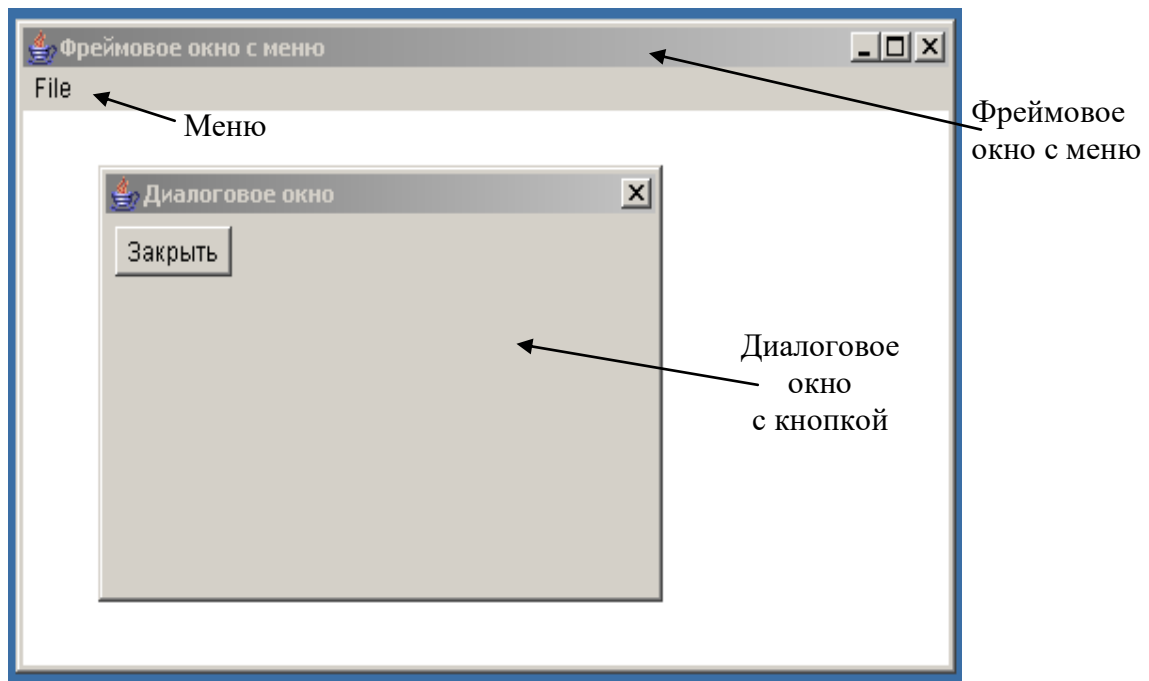 Фреймовое окно с меню
File
Меню
Фреймовое
окно с меню
Диалоговое окно
Закрыть
Диалоговое
окно
с кнопкой